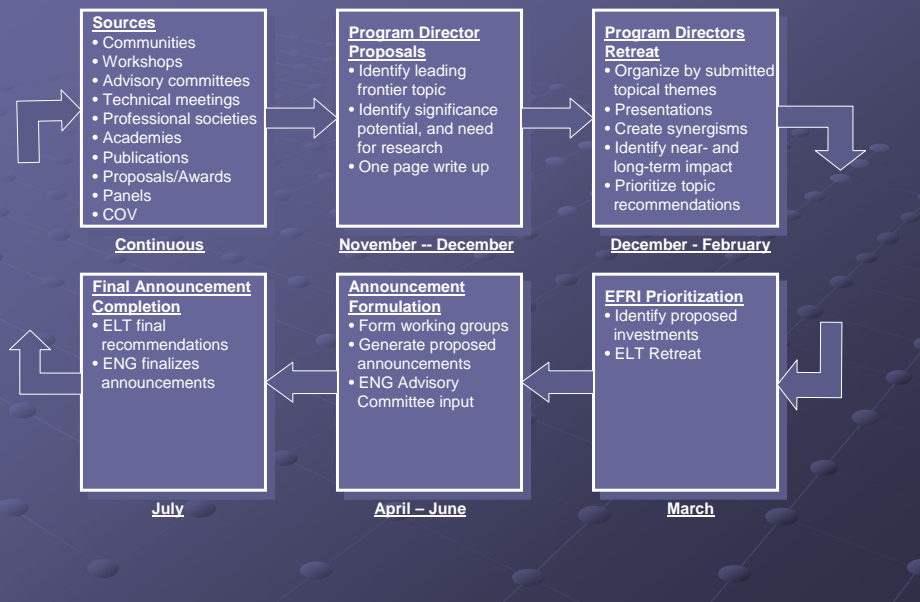 Sources
• Communities
• Workshops
• Advisory committees
• Technical meetings
• Professional societies
• Academies
• Publications
• Proposals/Awards
• Panels
• COV
Continuous
Program Director
Proposals
• Identify leading
frontier topic
• Identify significance
potential, and need
for research
• One page write up
November -- December
Program Directors
Retreat
• Organize by submitted
topical themes
• Presentations
• Create synergisms
• Identify near- and
long-term impact
• Prioritize topic
recommendations
December - February
EFRI Prioritization
• Identify proposed
investments
• ELT Retreat
March
Announcement
Formulation
• Form working groups
• Generate proposed
announcements
• ENG Advisory
Committee input
April – June
Final Announcement
Completion
• ELT final
recommendations
• ENG finalizes
announcements
July